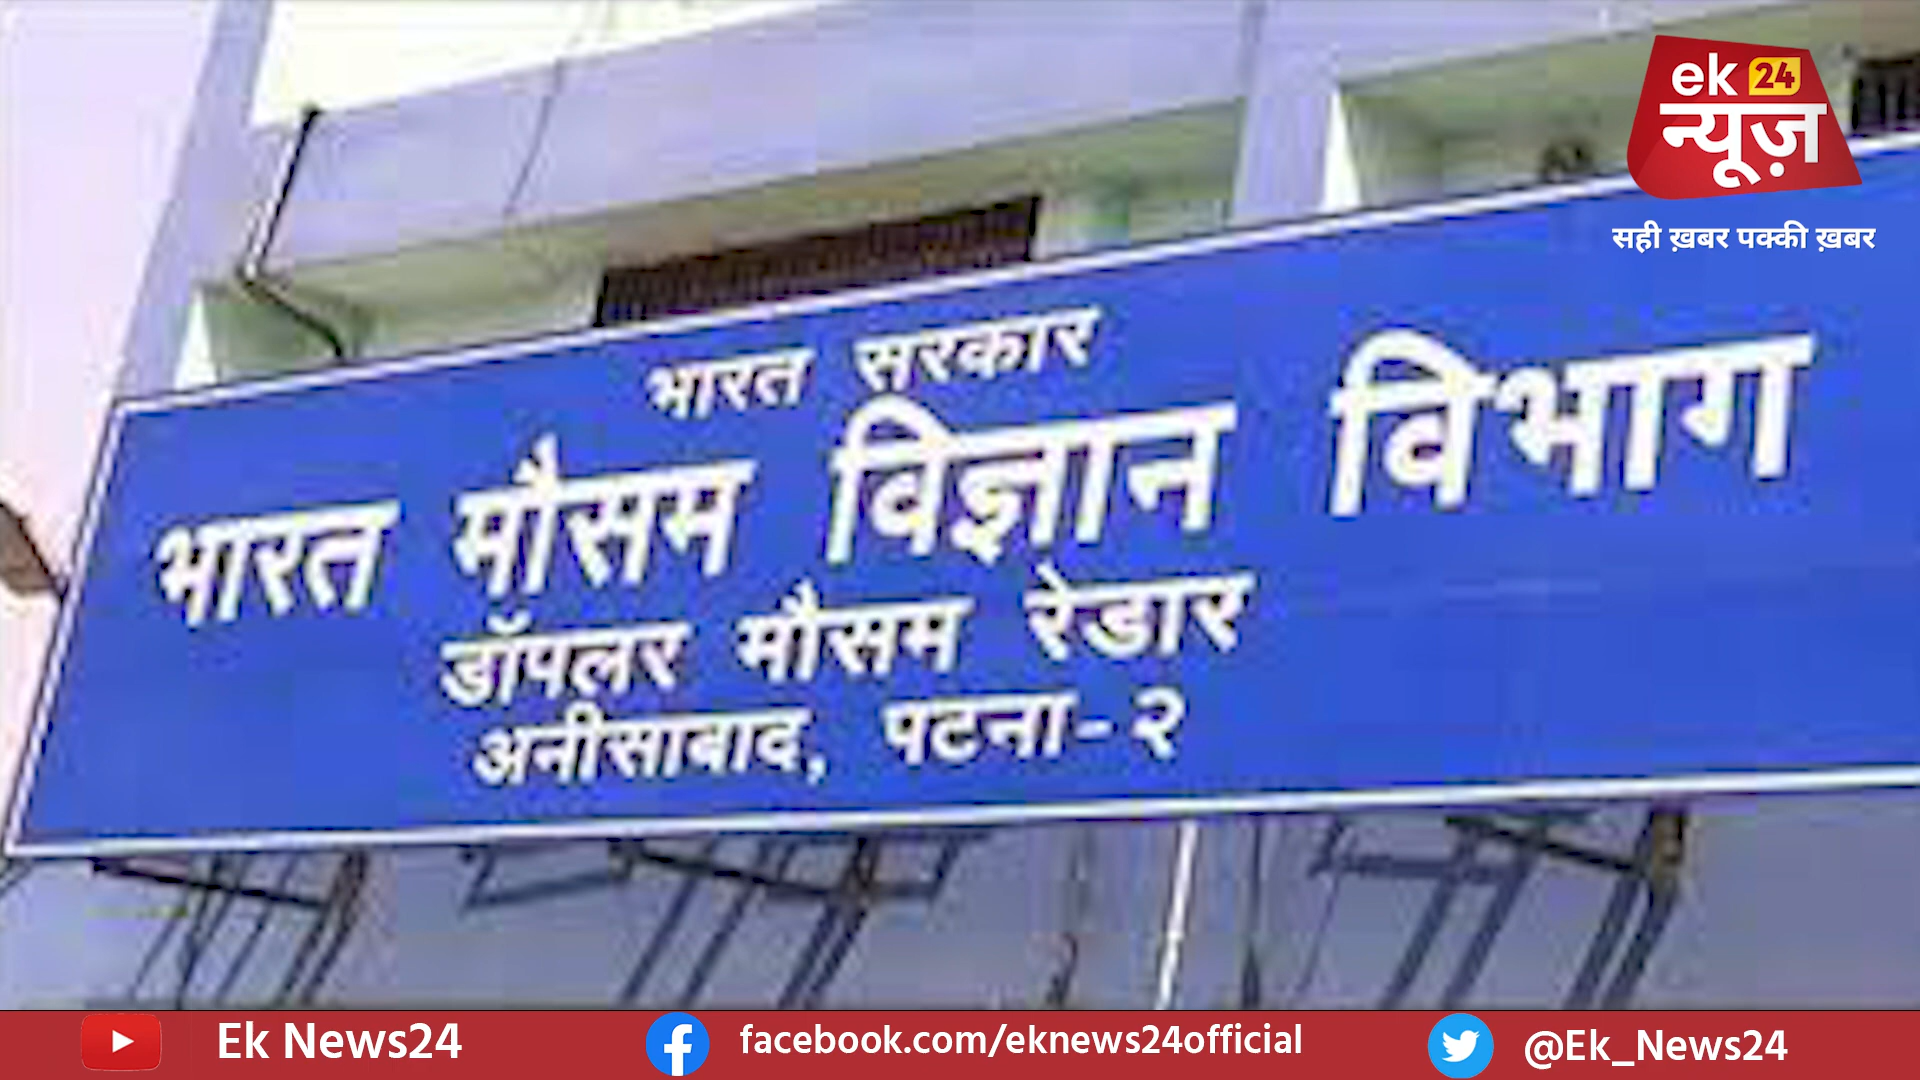 ek 24
न्यूज़
सही ख़बर पक्की ख़बर
भारत सरकार
भारत मौसम विज्ञान विभाग
डॉपलर मौसम रेडार
अनीसाबाद, पटना-२
Ek News24
facebook.com/eknews24official
@Ek_News24